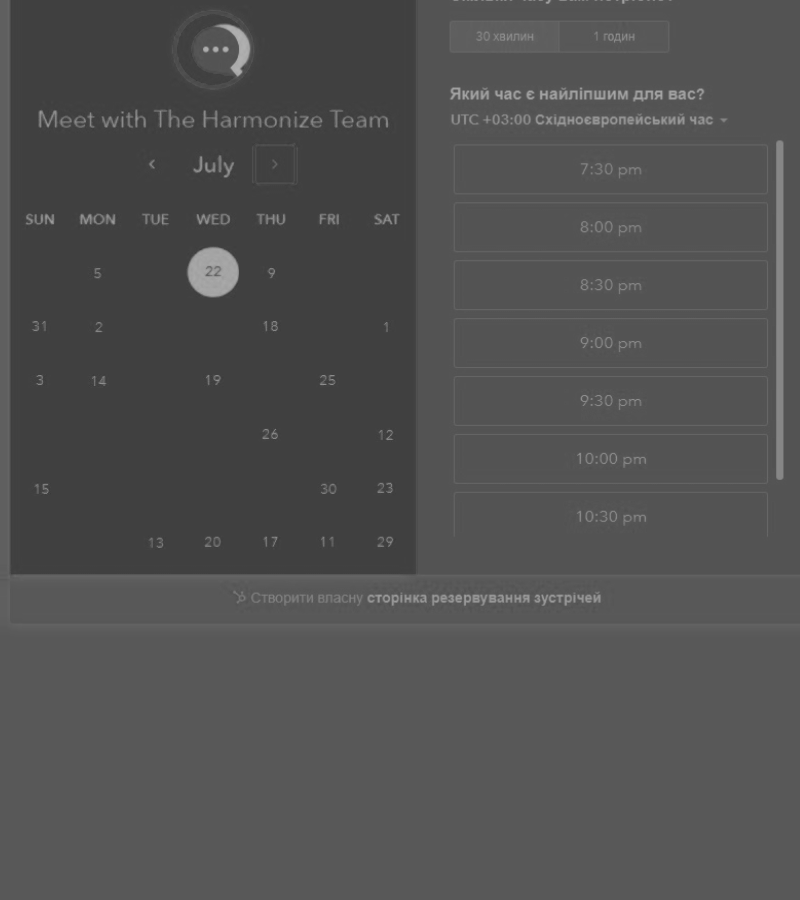 30 хвилин 1 годин
Meet with The Harmonize Team
July
SUN MON TUE WED THU FRI SAT
5 22 9
31 2 18 1
3 14 19 25
26 12
15 30 23
13 20 17 11 29
Який час є найліпшим для вас?
UTC +03:00 Східноєвропейський час
7:30 pm
8:00 pm
8:30 pm
9:00 pm
9:30 pm
10:00 pm
10:30 pm
Створити власну сторінка резервування зустрічей